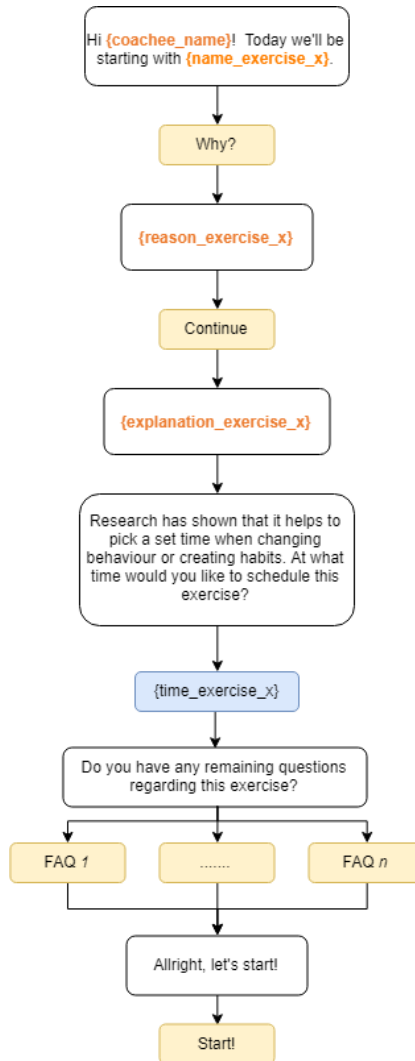 Hi {coachee_name}! Today we'll be
starting with {name_exercise_x}.
Why?
{reason_exercise_x}
Continue
{explanation_exercise_x}
Research has shown that it helps to
pick a set time when changing
behaviour or creating habits. At what
time would you like to schedule this
exercise?
{time_exercise_x}
Do you have any remaining questions
regarding this exercise?
FAQ 1
.......
FAQ n
Allright, let's start!
Start!